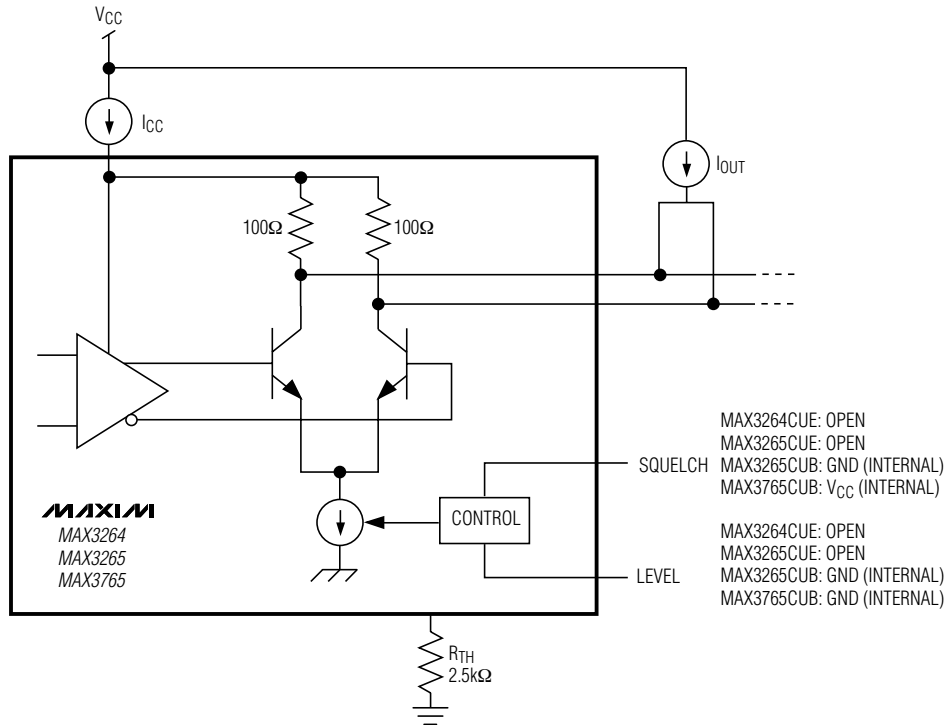 VCC
ICC
IOUT
100Ω 100Ω
MAX3264CUE: OPEN
MAX3265CUE: OPEN
SQUELCH MAX3265CUB: GND (INTERNAL)
MAX3765CUB: VCC (INTERNAL)
CONTROL
MAXIM
MAX3264
MAX3265
MAX3765
MAX3264CUE: OPEN
MAX3265CUE: OPEN
LEVEL MAX3265CUB: GND (INTERNAL)
MAX3765CUB: GND (INTERNAL)
RTH
2.5kΩ